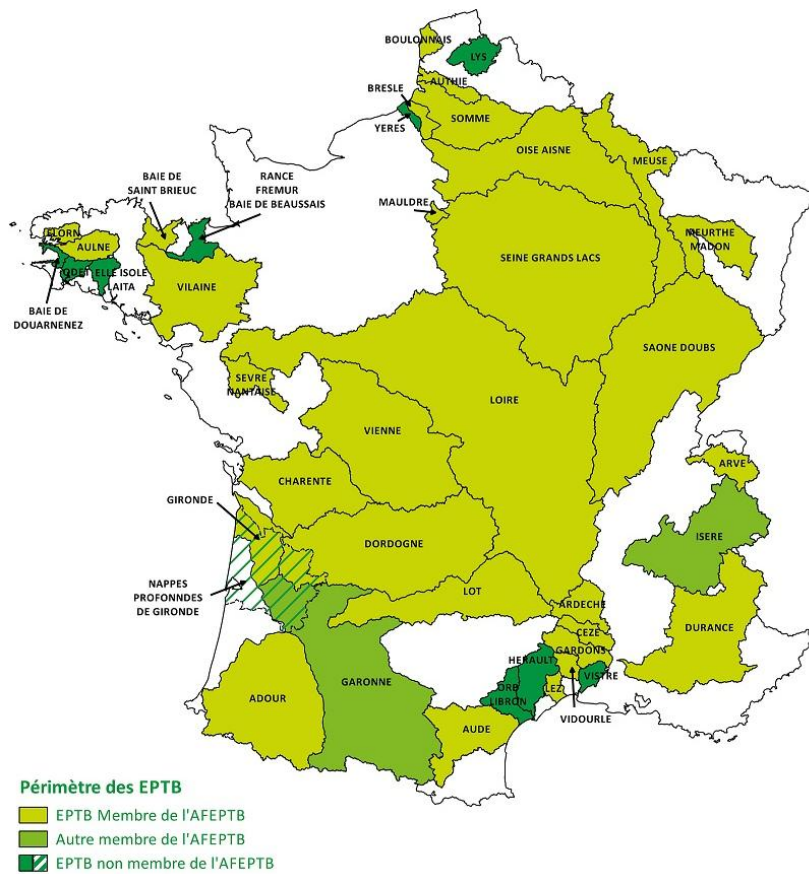 BOULONNAIS
LYS
AUTHIE
BRESLE
SOMME
YERES
OISE AISNE
MEUSE
BAIE DE
SAINT BRIEUC
RANCE
FREMUR
BAIE DE BEAUSSAIS
MAULDRE
MEURTHE
MADON
ELORN
AULNE
SEINE GRANDS LACS
ODET
ELLE ISOLE
LAITA
VILAINE
BAIE DE
DOUARNENEZ
SAONE DOUBS
SEVRE
NANTAISE
LOIRE
VIENNE
ARVE
CHARENTE
GIRONDE
ISERE
DORDOGNE
NAPPES
PROFONNDES
DE GIRONDE
LOT
ARDECHE
DURANCE
CEZE
GARDONS
HERAULT
VISTRE
GARONNE
ORB
LIBRON
LEZ
ADOUR
VIDOURLE
AUDE
Périmètre des EPTB
EPTB Membre de l'AFEPTB
Autre membre de l'AFEPTB
EPTB non membre de l'AFEPTB